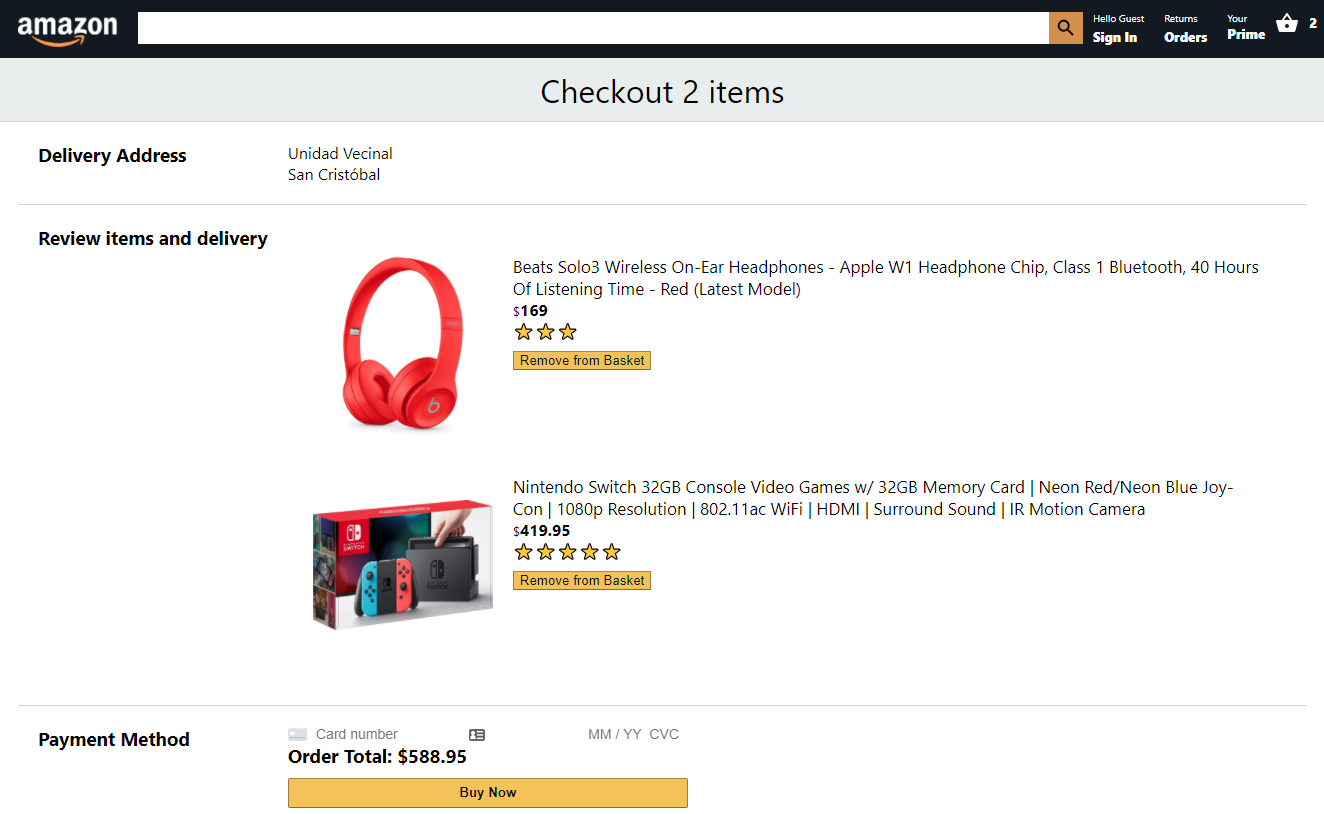 amazon
Hello Guest
Sign In
Returns
Orders
Your
Prime
2
Checkout 2 items
Delivery Address
Unidad Vecinal
San Cristóbal
Review items and delivery
Beats Solo3 Wireless On-Ear Headphones - Apple W1 Headphone Chip, Class 1 Bluetooth, 40 Hours
Of Listening Time - Red (Latest Model)
$169
Remove from Basket
Nintendo Switch 32GB Console Video Games w/ 32GB Memory Card | Neon Red/Neon Blue Joy-
Con | 1080p Resolution | 802.11ac WiFi | HDMI | Surround Sound | IR Motion Camera
$419.95
Remove from Basket
NINTENDO
SWITCH
Payment Method
Card number
MM / YY CVC
Order Total: $588.95
Buy Now